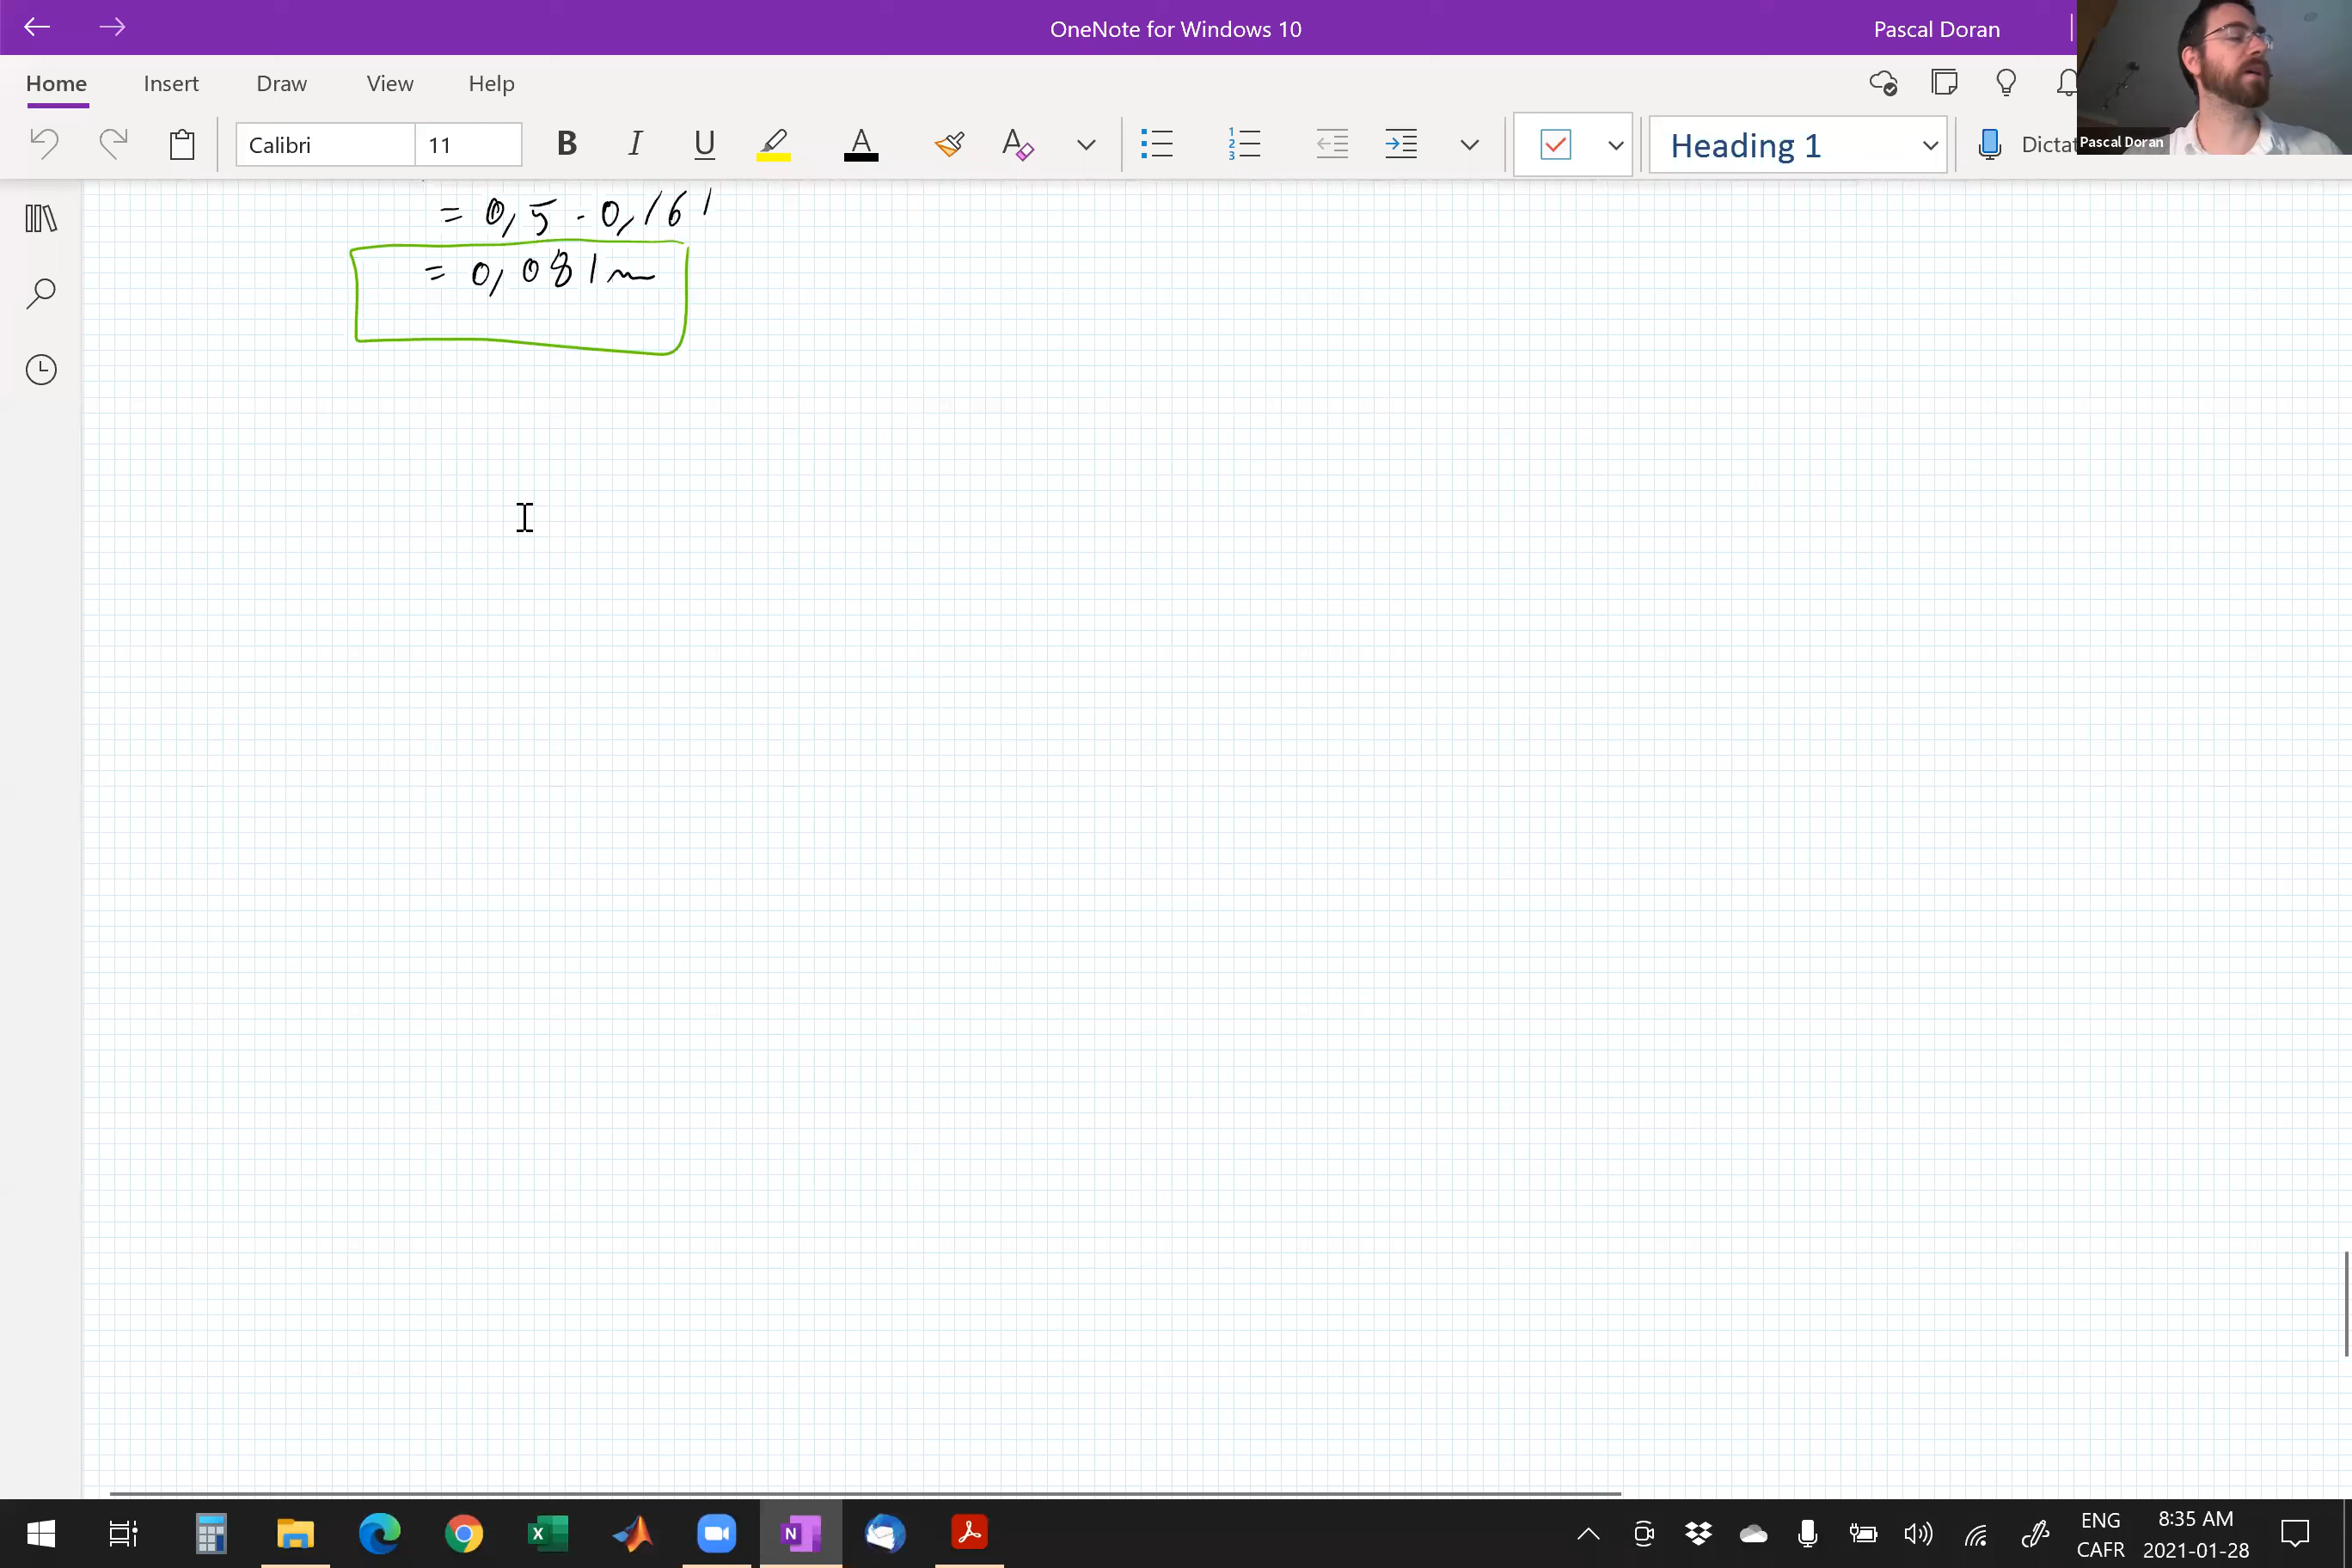 OneNote for Windows 10
Pascal Doran
Home Insert Draw View Help
Calibri 11 B I U A A Heading 1 Dictat
Pascal Doran
= 0,5 · 0,161
= 0,081 m
ENG
CAFR
8:35 AM
2021-01-28